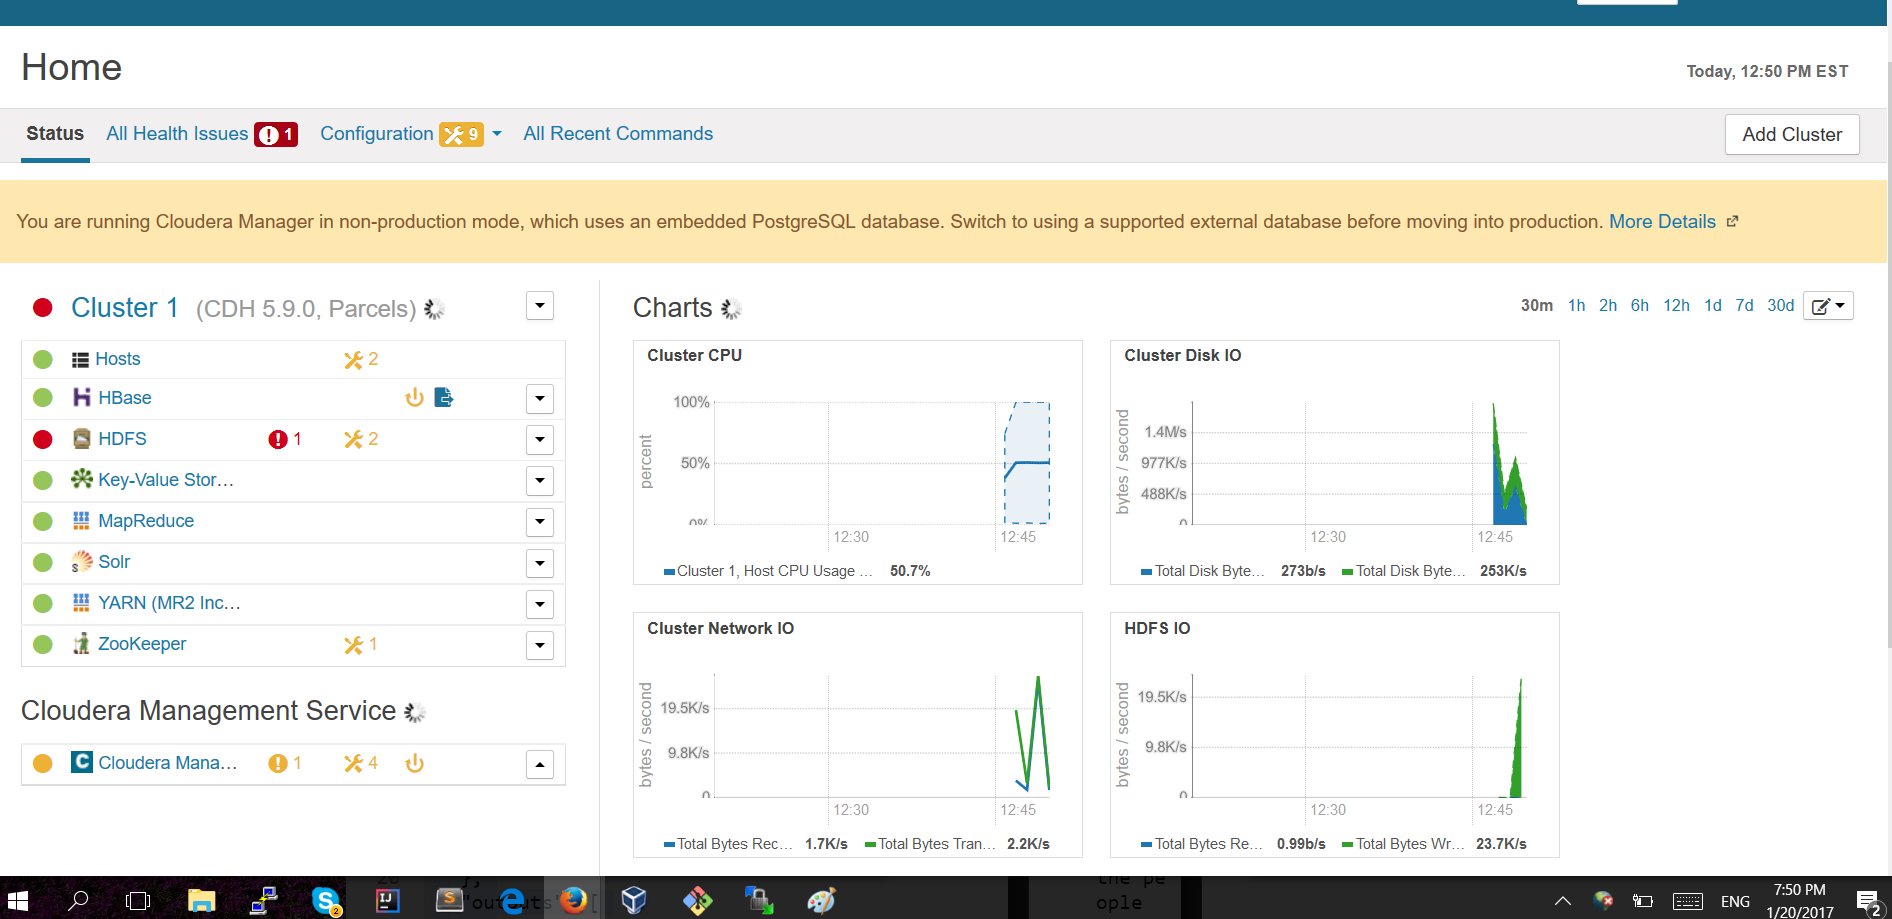 Home
Today, 12:50 PM EST
Status All Health Issues 1 Configuration 9 All Recent Commands Add Cluster
You are running Cloudera Manager in non-production mode, which uses an embedded PostgreSQL database. Switch to using a supported external database before moving into production. More Details
Cluster 1 (CDH 5.9.0, Parcels)
Hosts 2
HBase
HDFS 1 2
Key-Value Stor…
MapReduce
Solr
YARN (MR2 Inc…
ZooKeeper 1
Cloudera Management Service
Cloudera Mana… 1 4
Charts
30m 1h 2h 6h 12h 1d 7d 30d
Cluster CPU
percent
100%
50%
0%
12:30 12:45
Cluster 1, Host CPU Usage … 50.7%
Cluster Disk IO
bytes / second
1.4M/s
977K/s
488K/s
0
12:30 12:45
Total Disk Byte… 273b/s Total Disk Byte… 253K/s
Cluster Network IO
bytes / second
19.5K/s
9.8K/s
0
12:30 12:45
Total Bytes Rec… 1.7K/s Total Bytes Tran… 2.2K/s
HDFS IO
bytes / second
19.5K/s
9.8K/s
0
12:30 12:45
Total Bytes Re… 0.99b/s Total Bytes Wr… 23.7K/s
the pe
ople
ENG
7:50 PM
1/20/2017
2